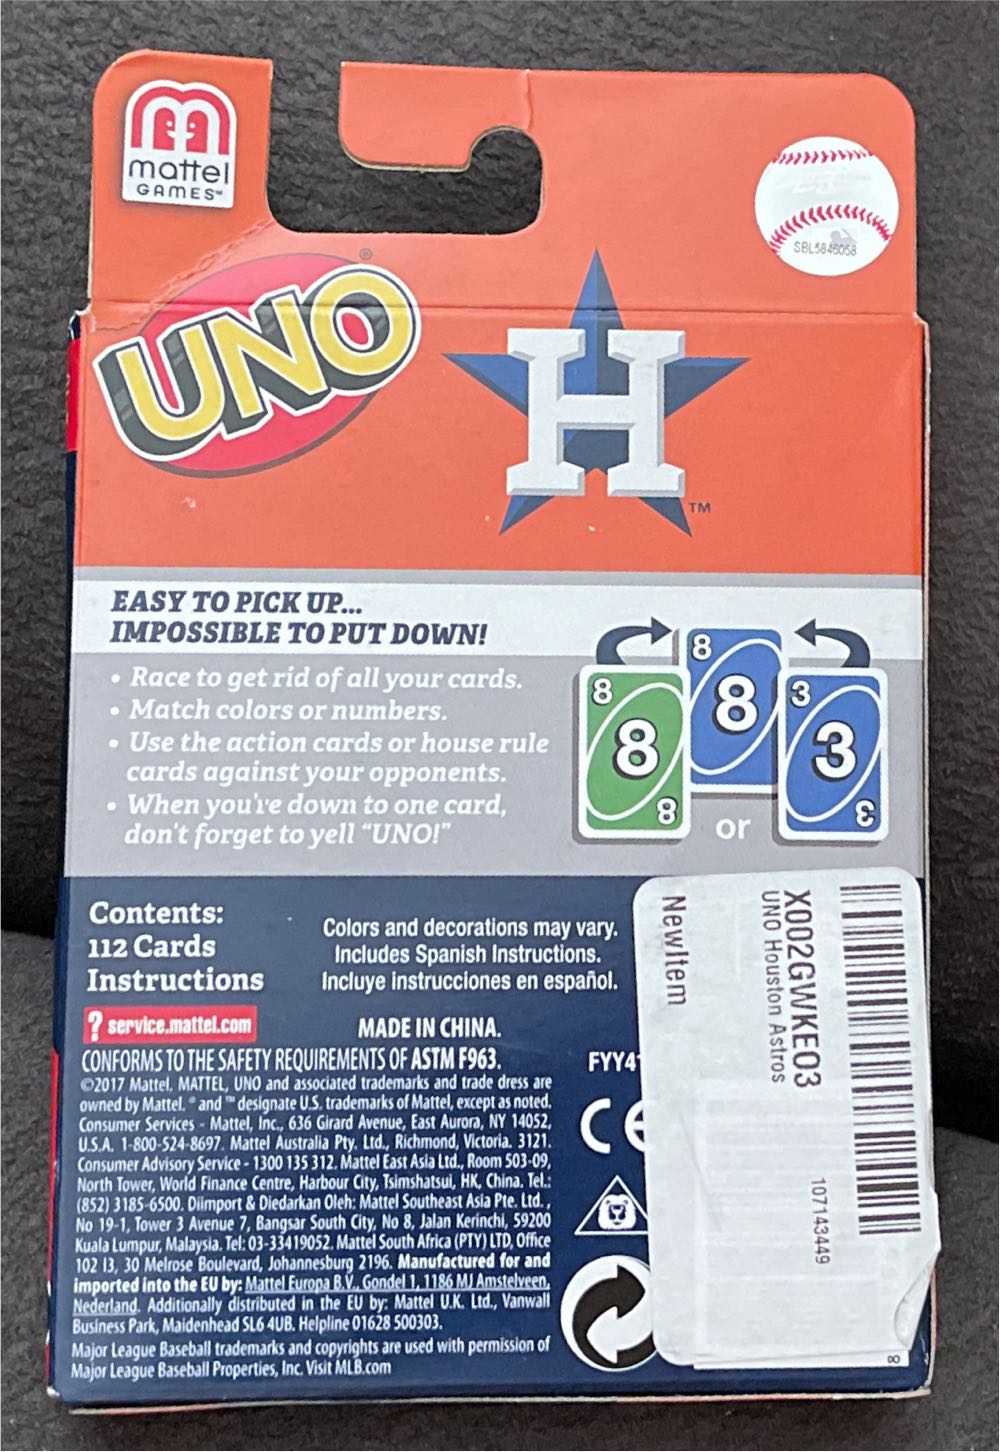 mattel
GAMES™
SBL5846058
UNO®
H
TM
EASY TO PICK UP...
IMPOSSIBLE TO PUT DOWN!
• Race to get rid of all your cards.
• Match colors or numbers.
• Use the action cards or house rule
cards against your opponents.
• When you're down to one card,
don't forget to yell “UNO!”
8
8
8
8
8
3
3
3
or
Contents:
112 Cards
Instructions
Colors and decorations may vary.
Includes Spanish Instructions.
Incluye instrucciones en español.
? service.mattel.com
MADE IN CHINA.
CONFORMS TO THE SAFETY REQUIREMENTS OF ASTM F963.
©2017 Mattel. MATTEL, UNO and associated trademarks and trade dress are
owned by Mattel. ® and ™ designate U.S. trademarks of Mattel, except as noted.
Consumer Services - Mattel, Inc., 636 Girard Avenue, East Aurora, NY 14052,
U.S.A. 1-800-524-8697. Mattel Australia Pty. Ltd., Richmond, Victoria. 3121.
Consumer Advisory Service - 1300 135 312. Mattel East Asia Ltd., Room 503-09,
North Tower, World Finance Centre, Harbour City, Tsimshatsui, HK, China. Tel.:
(852) 3185-6500. Diimport & Diedarkan Oleh: Mattel Southeast Asia Pte. Ltd. ,
No 19-1, Tower 3 Avenue 7, Bangsar South City, No 8, Jalan Kerinchi, 59200
Kuala Lumpur, Malaysia. Tel: 03-33419052. Mattel South Africa (PTY) LTD, Office
102 I3, 30 Melrose Boulevard, Johannesburg 2196. Manufactured for and
imported into the EU by: Mattel Europa B.V., Gondel 1, 1186 MJ Amstelveen,
Nederland. Additionally distributed in the EU by: Mattel U.K. Ltd., Vanwall
Business Park, Maidenhead SL6 4UB. Helpline 01628 500303.
Major League Baseball trademarks and copyrights are used with permission of
Major League Baseball Properties, Inc. Visit MLB.com
FYY4
CE
X002GWKEO3
UNO Houston Astros
NewItem
107143449
8